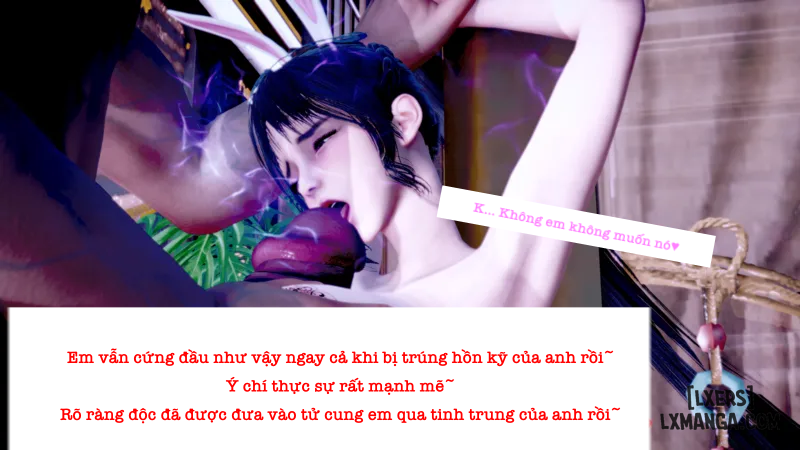 K... Không em không muốn nó♥
Em vẫn cứng đầu như vậy ngay cả khi bị trúng hồn kỹ của anh rồi~
Ý chí thực sự rất mạnh mẽ~
Rõ ràng độc đã được đưa vào tử cung em qua tinh trung của anh rồi~
[LXERS]
LXMANGA.COM